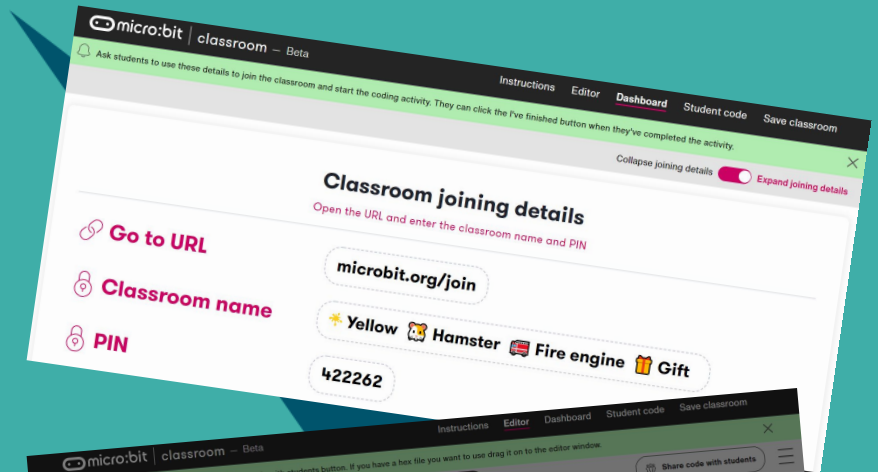 micro:bit | classroom – Beta
Instructions Editor Dashboard Student code Save classroom
Ask students to use these details to join the classroom and start the coding activity. They can click the I've finished button when they've completed the activity.
Collapse joining details Expand joining details
Classroom joining details
Open the URL and enter the classroom name and PIN
Go to URL
microbit.org/join
Classroom name
Yellow Hamster Fire engine Gift
PIN
422262
micro:bit | classroom – Beta
Instructions Editor Dashboard Student code Save classroom
students button. If you have a hex file you want to use drag it on to the editor window.
Share code with students